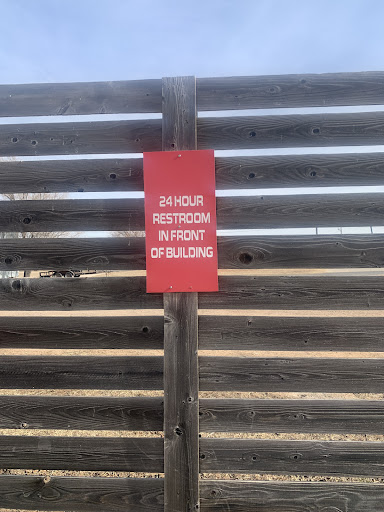 24 HOUR
RESTROOM
IN FRONT
OF BUILDING